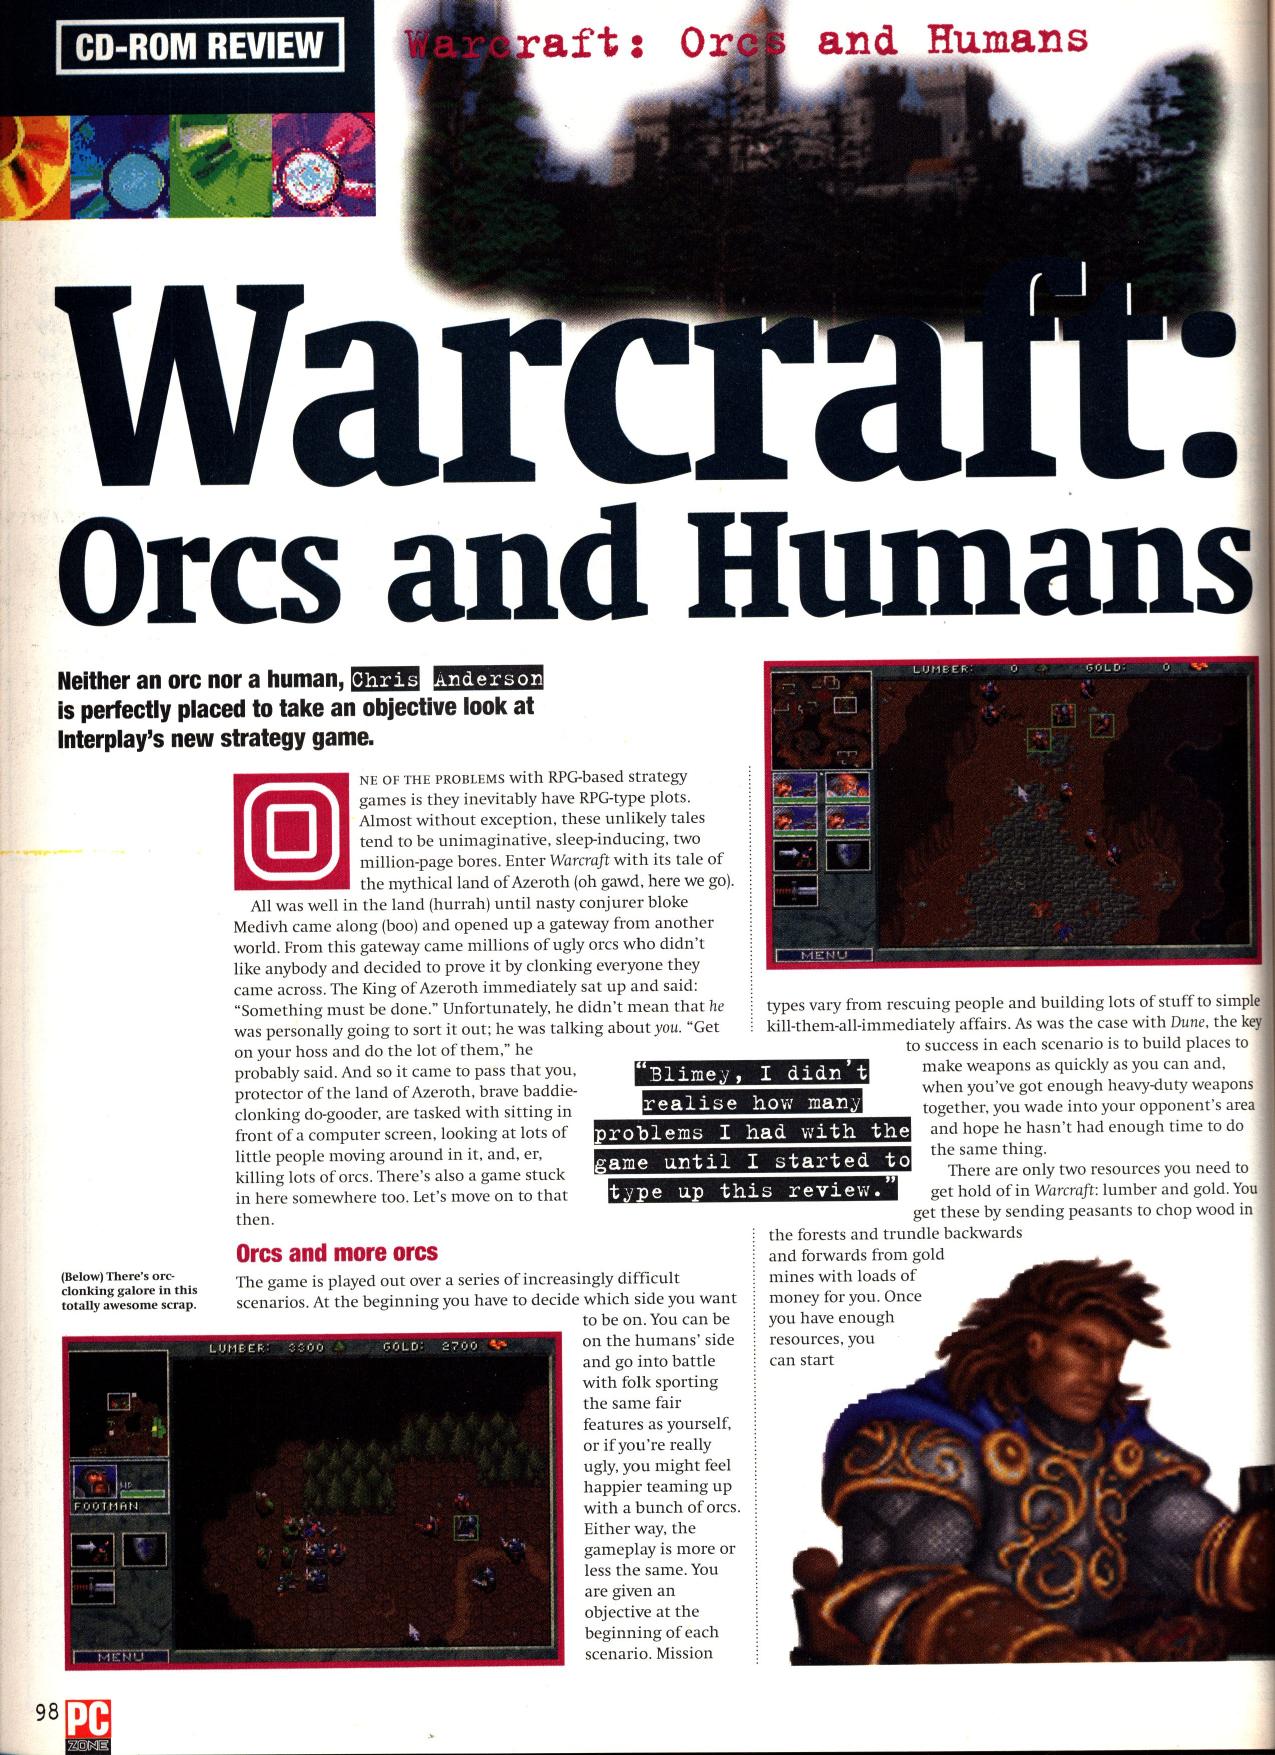 CD-ROM REVIEW
Warcraft: Orcs and Humans
Warcraft:
Orcs and Humans
Neither an orc nor a human, Chris Anderson
is perfectly placed to take an objective look at
Interplay's new strategy game.
LUMBER: 0 GOLD: 0
MENU
ONE OF THE PROBLEMS with RPG-based strategy
games is they inevitably have RPG-type plots.
Almost without exception, these unlikely tales
tend to be unimaginative, sleep-inducing, two
million-page bores. Enter Warcraft with its tale of
the mythical land of Azeroth (oh gawd, here we go).
All was well in the land (hurrah) until nasty conjurer bloke
Medivh came along (boo) and opened up a gateway from another
world. From this gateway came millions of ugly orcs who didn't
like anybody and decided to prove it by clonking everyone they
came across. The King of Azeroth immediately sat up and said:
"Something must be done." Unfortunately, he didn't mean that he
was personally going to sort it out; he was talking about you. "Get
on your hoss and do the lot of them," he
probably said. And so it came to pass that you,
protector of the land of Azeroth, brave baddie-
clonking do-gooder, are tasked with sitting in
front of a computer screen, looking at lots of
little people moving around in it, and, er,
killing lots of orcs. There's also a game stuck
in here somewhere too. Let's move on to that
then.
Orcs and more orcs
The game is played out over a series of increasingly difficult
scenarios. At the beginning you have to decide which side you want
to be on. You can be
on the humans' side
and go into battle
with folk sporting
the same fair
features as yourself,
or if you're really
ugly, you might feel
happier teaming up
with a bunch of orcs.
Either way, the
gameplay is more or
less the same. You
are given an
objective at the
beginning of each
scenario. Mission
(Below) There's orc-
clonking galore in this
totally awesome scrap.
LUMBER: 3300 GOLD: 2700
FOOTMAN
MENU
"Blimey, I didn't
realise how many
problems I had with the
game until I started to
type up this review."
types vary from rescuing people and building lots of stuff to simple
kill-them-all-immediately affairs. As was the case with Dune, the key
to success in each scenario is to build places to
make weapons as quickly as you can and,
when you've got enough heavy-duty weapons
together, you wade into your opponent's area
and hope he hasn't had enough time to do
the same thing.
There are only two resources you need to
get hold of in Warcraft: lumber and gold. You
get these by sending peasants to chop wood in
the forests and trundle backwards
and forwards from gold
mines with loads of
money for you. Once
you have enough
resources, you
can start
98
PC
ZONE